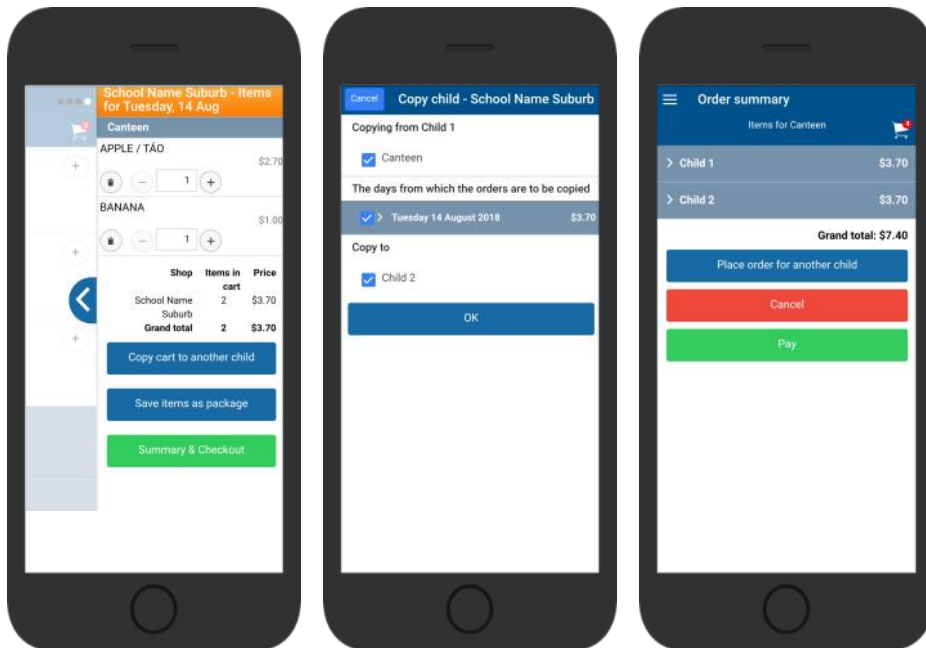 School Name Suburb - Items
for Tuesday, 14 Aug
Canteen
APPLE / TÁO
$2.70
1
BANANA
$1.00
1
Shop Items in cart Price
School Name Suburb 2 $3.70
Grand total 2 $3.70
Copy cart to another child
Save items as package
Summary & Checkout
Cancel Copy child - School Name Suburb
Copying from Child 1
Canteen
The days from which the orders are to be copied
Tuesday 14 August 2018 $3.70
Copy to
Child 2
OK
Order summary
Items for Canteen
4
Child 1 $3.70
Child 2 $3.70
Grand total: $7.40
Place order for another child
Cancel
Pay